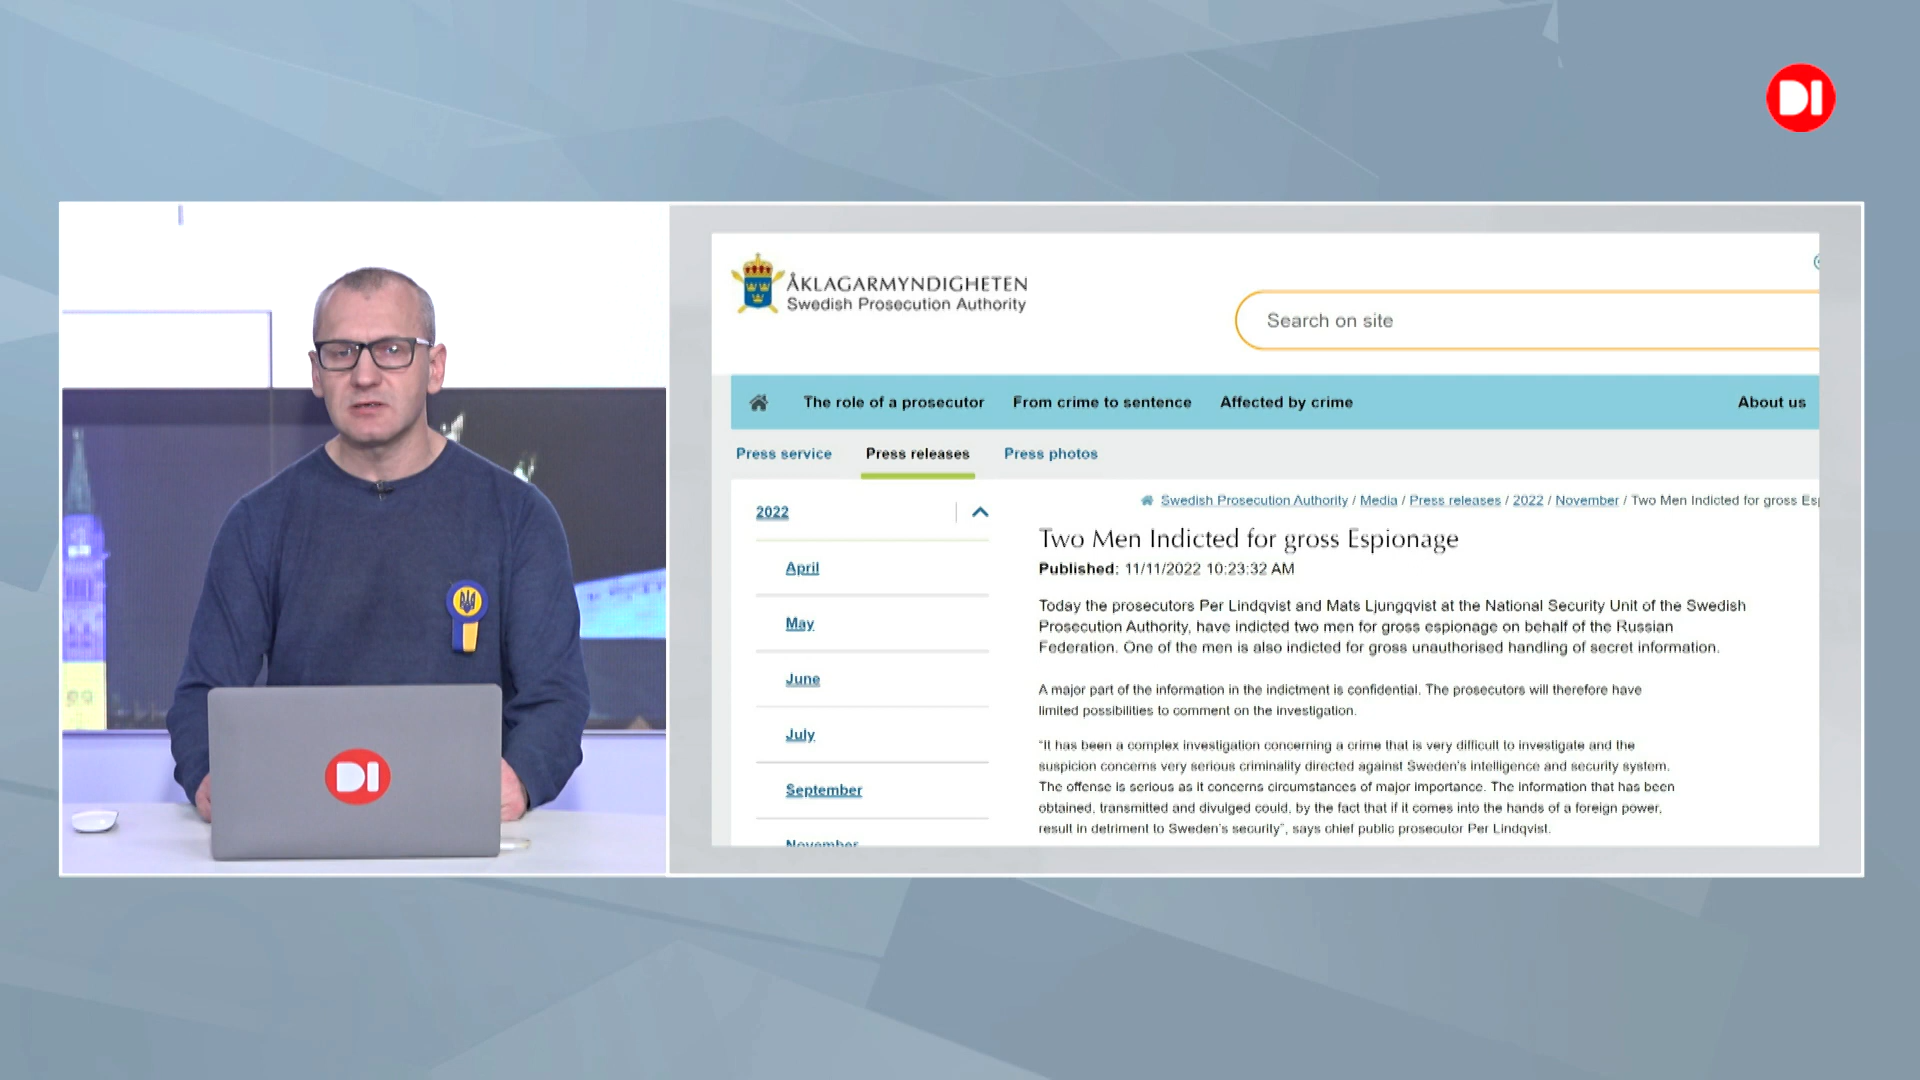 DI
ÅKLAGARMYNDIGHETEN
Swedish Prosecution Authority
Search on site
The role of a prosecutor From crime to sentence Affected by crime About us
Press service Press releases Press photos
Swedish Prosecution Authority / Media / Press releases / 2022 / November / Two Men Indicted for gross Esp
2022
April
May
June
July
September
November
Two Men Indicted for gross Espionage
Published: 11/11/2022 10:23:32 AM
Today the prosecutors Per Lindqvist and Mats Ljungqvist at the National Security Unit of the Swedish
Prosecution Authority, have indicted two men for gross espionage on behalf of the Russian
Federation. One of the men is also indicted for gross unauthorised handling of secret information.
A major part of the information in the indictment is confidential. The prosecutors will therefore have
limited possibilities to comment on the investigation.
"It has been a complex investigation concerning a crime that is very difficult to investigate and the
suspicion concerns very serious criminality directed against Sweden's intelligence and security system.
The offense is serious as it concerns circumstances of major importance. The information that has been
obtained, transmitted and divulged could, by the fact that if it comes into the hands of a foreign power,
result in detriment to Sweden's security", says chief public prosecutor Per Lindqvist.
DI